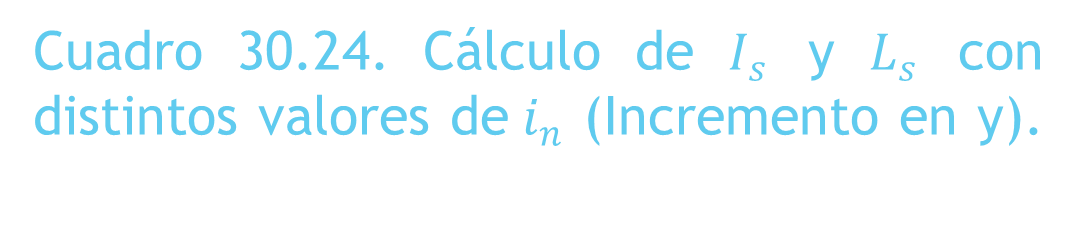 Cuadro 30.24. Cálculo de $I_s$ y $L_s$ con
distintos valores de $i_n$ (Incremento en y).